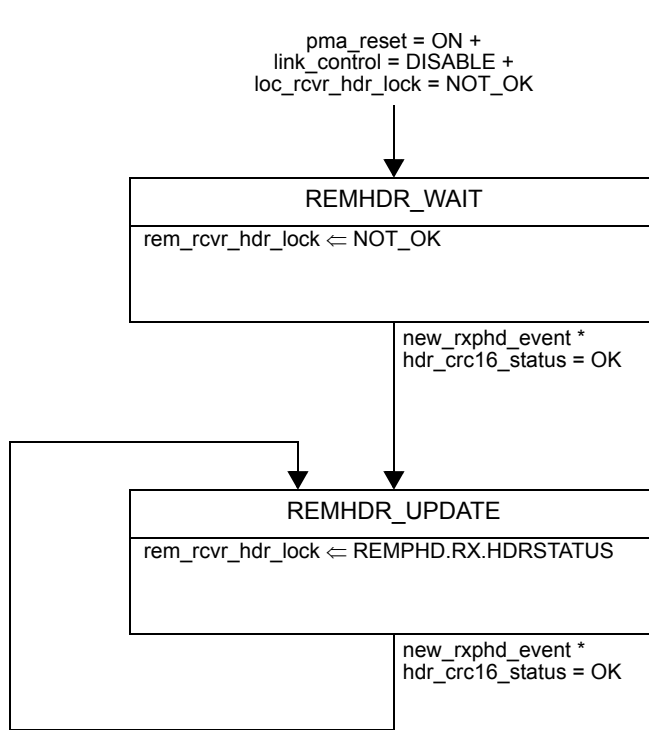 pma_reset = ON +
link_control = DISABLE +
loc_rcvr_hdr_lock = NOT_OK
REMHDR_WAIT
rem_rcvr_hdr_lock ⇐ NOT_OK
new_rxphd_event *
hdr_crc16_status = OK
REMHDR_UPDATE
rem_rcvr_hdr_lock ⇐ REMPHD.RX.HDRSTATUS
new_rxphd_event *
hdr_crc16_status = OK